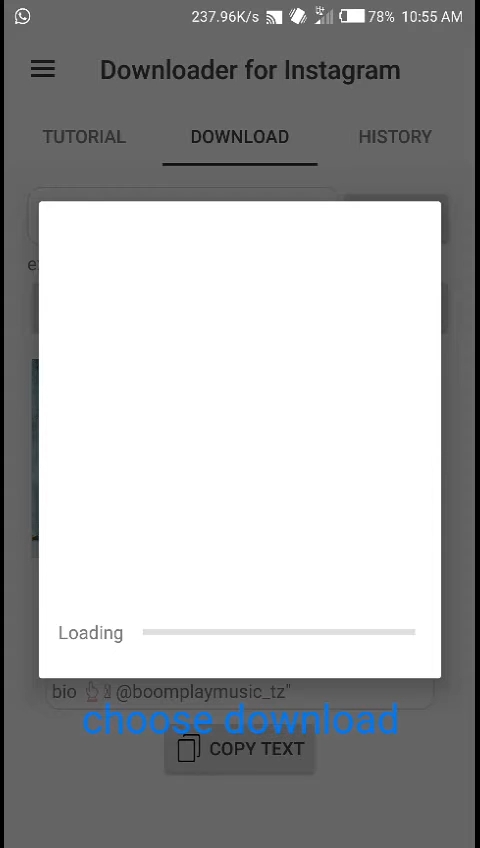 237.96K/s 78% 10:55 AM
Downloader for Instagram
TUTORIAL DOWNLOAD HISTORY
Loading
bio @boomplaymusic_tz"
choose download
COPY TEXT